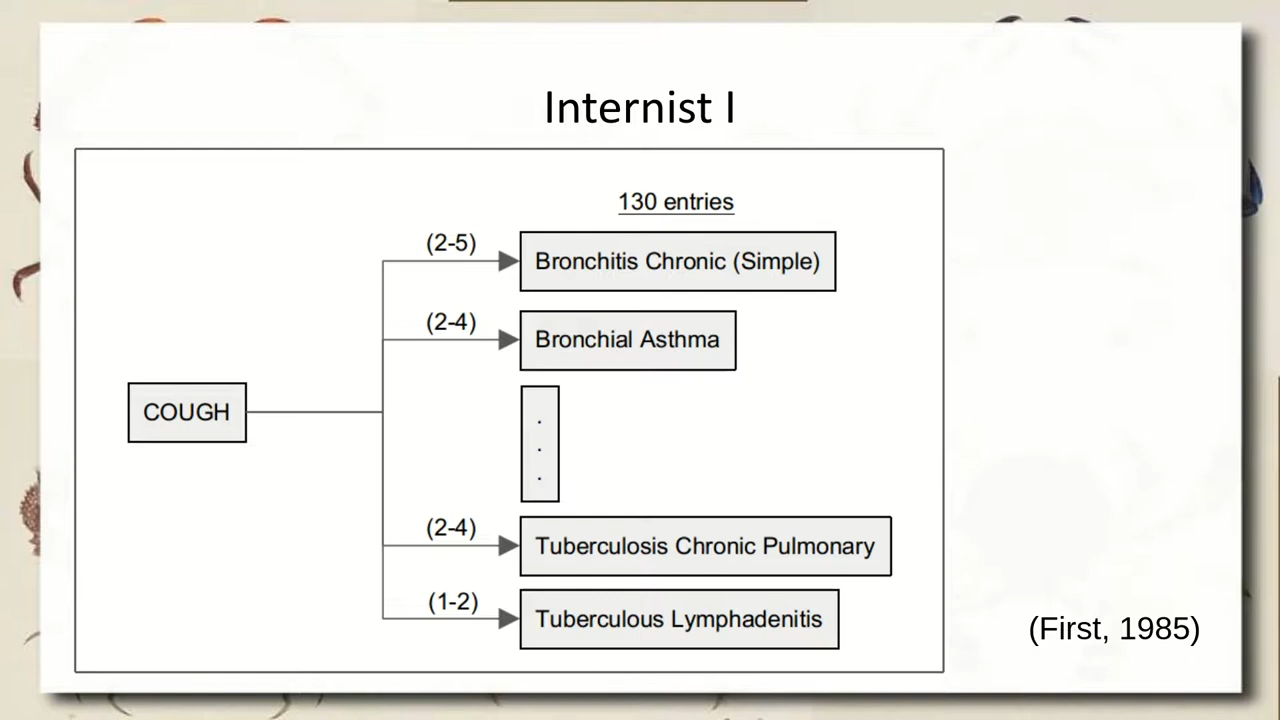 Internist I
130 entries
(2-5)
Bronchitis Chronic (Simple)
(2-4)
Bronchial Asthma
COUGH
.
.
.
(2-4)
Tuberculosis Chronic Pulmonary
(1-2)
Tuberculous Lymphadenitis
(First, 1985)